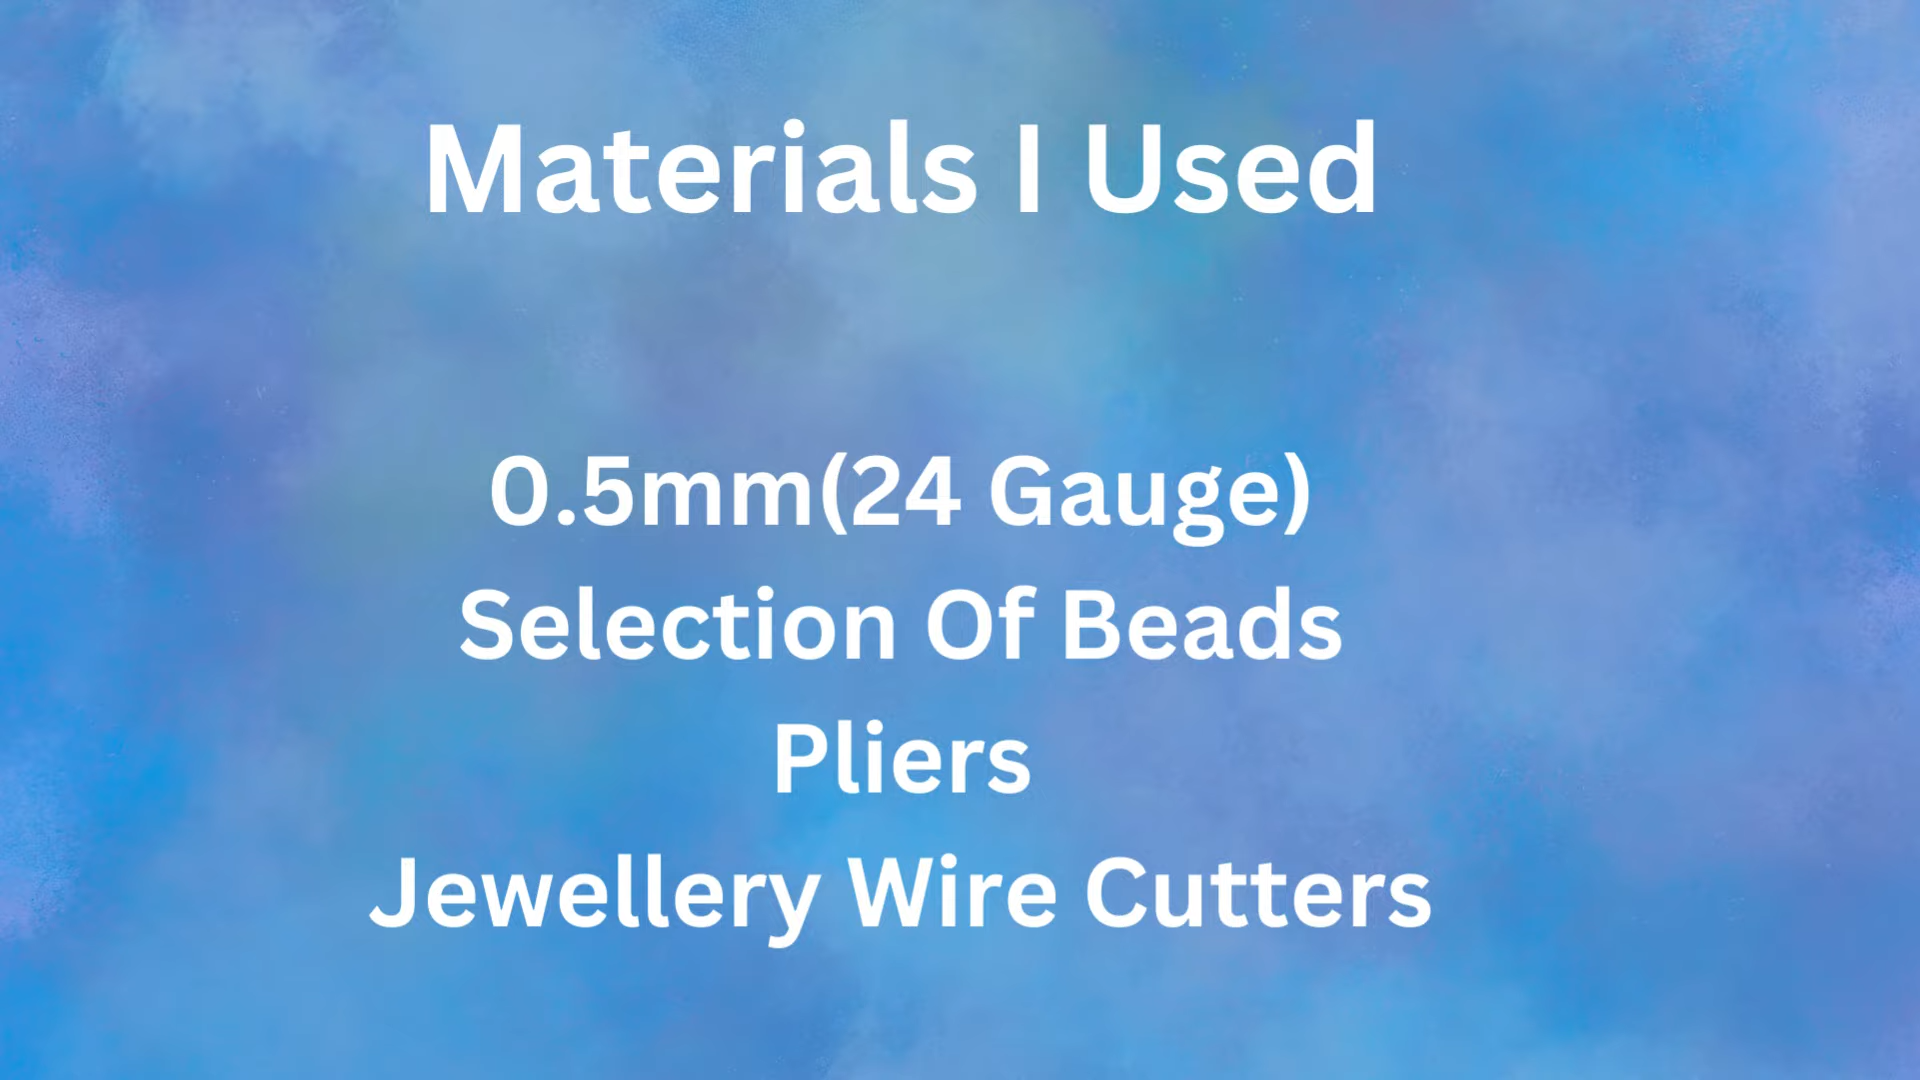 Materials I Used
0.5mm(24 Gauge)
Selection Of Beads
Pliers
Jewellery Wire Cutters